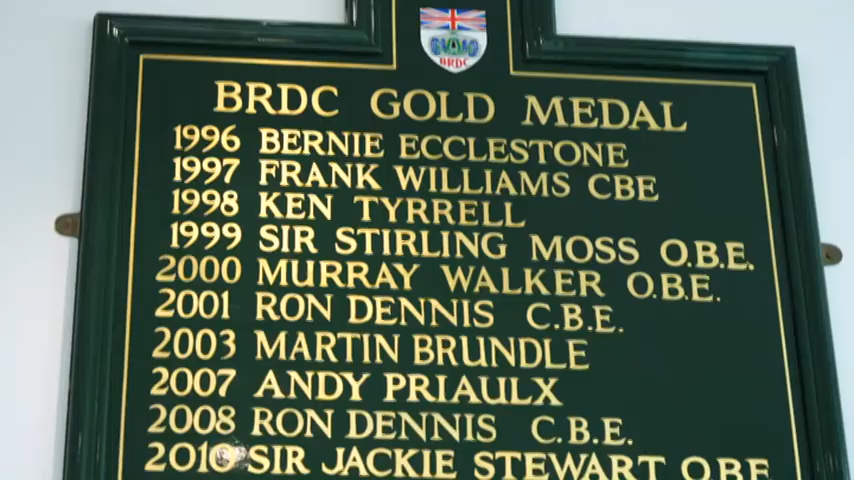 BRDC
BRDC GOLD MEDAL
1996 BERNIE ECCLESTONE
1997 FRANK WILLIAMS CBE
1998 KEN TYRRELL
1999 SIR STIRLING MOSS O.B.E.
2000 MURRAY WALKER O.B.E.
2001 RON DENNIS C.B.E.
2003 MARTIN BRUNDLE
2007 ANDY PRIAULX
2008 RON DENNIS C.B.E.
2010 SIR JACKIE STEWART OBE